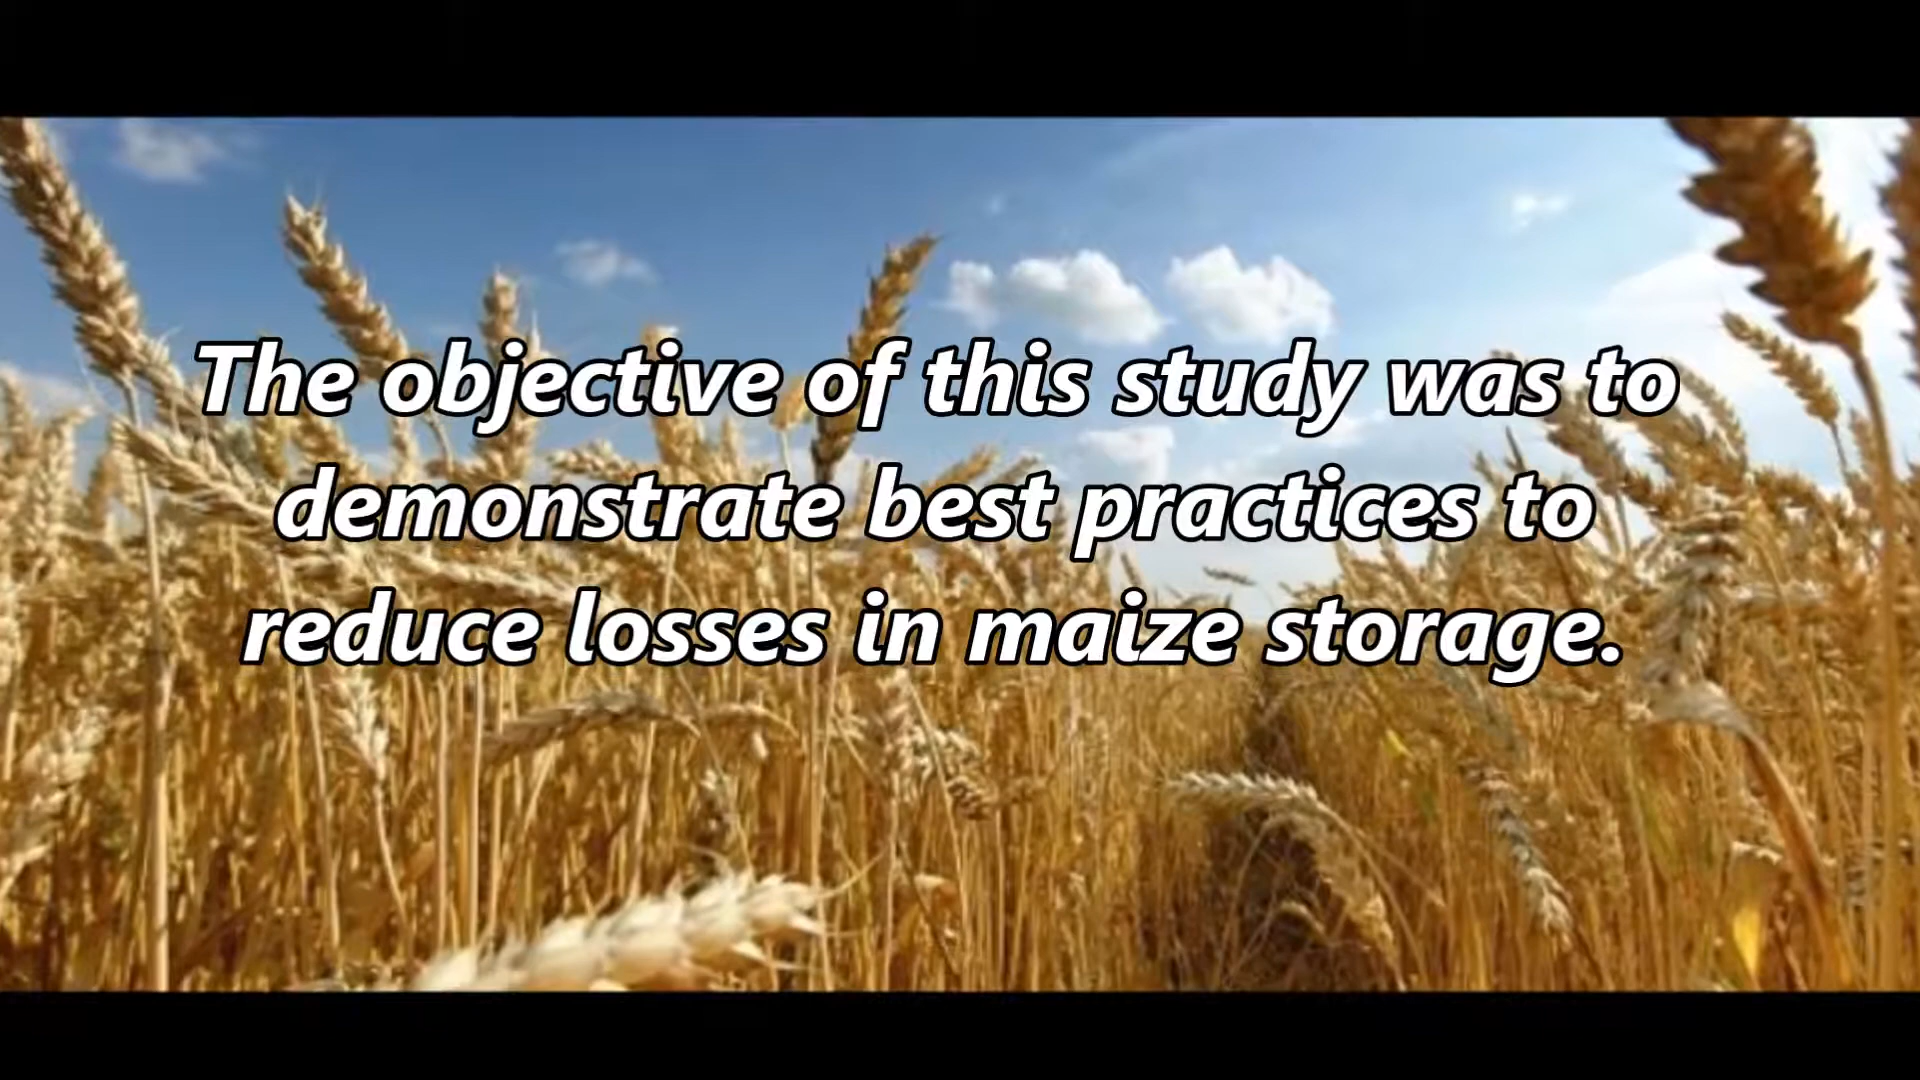 The objective of this study was to
demonstrate best practices to
reduce losses in maize storage.